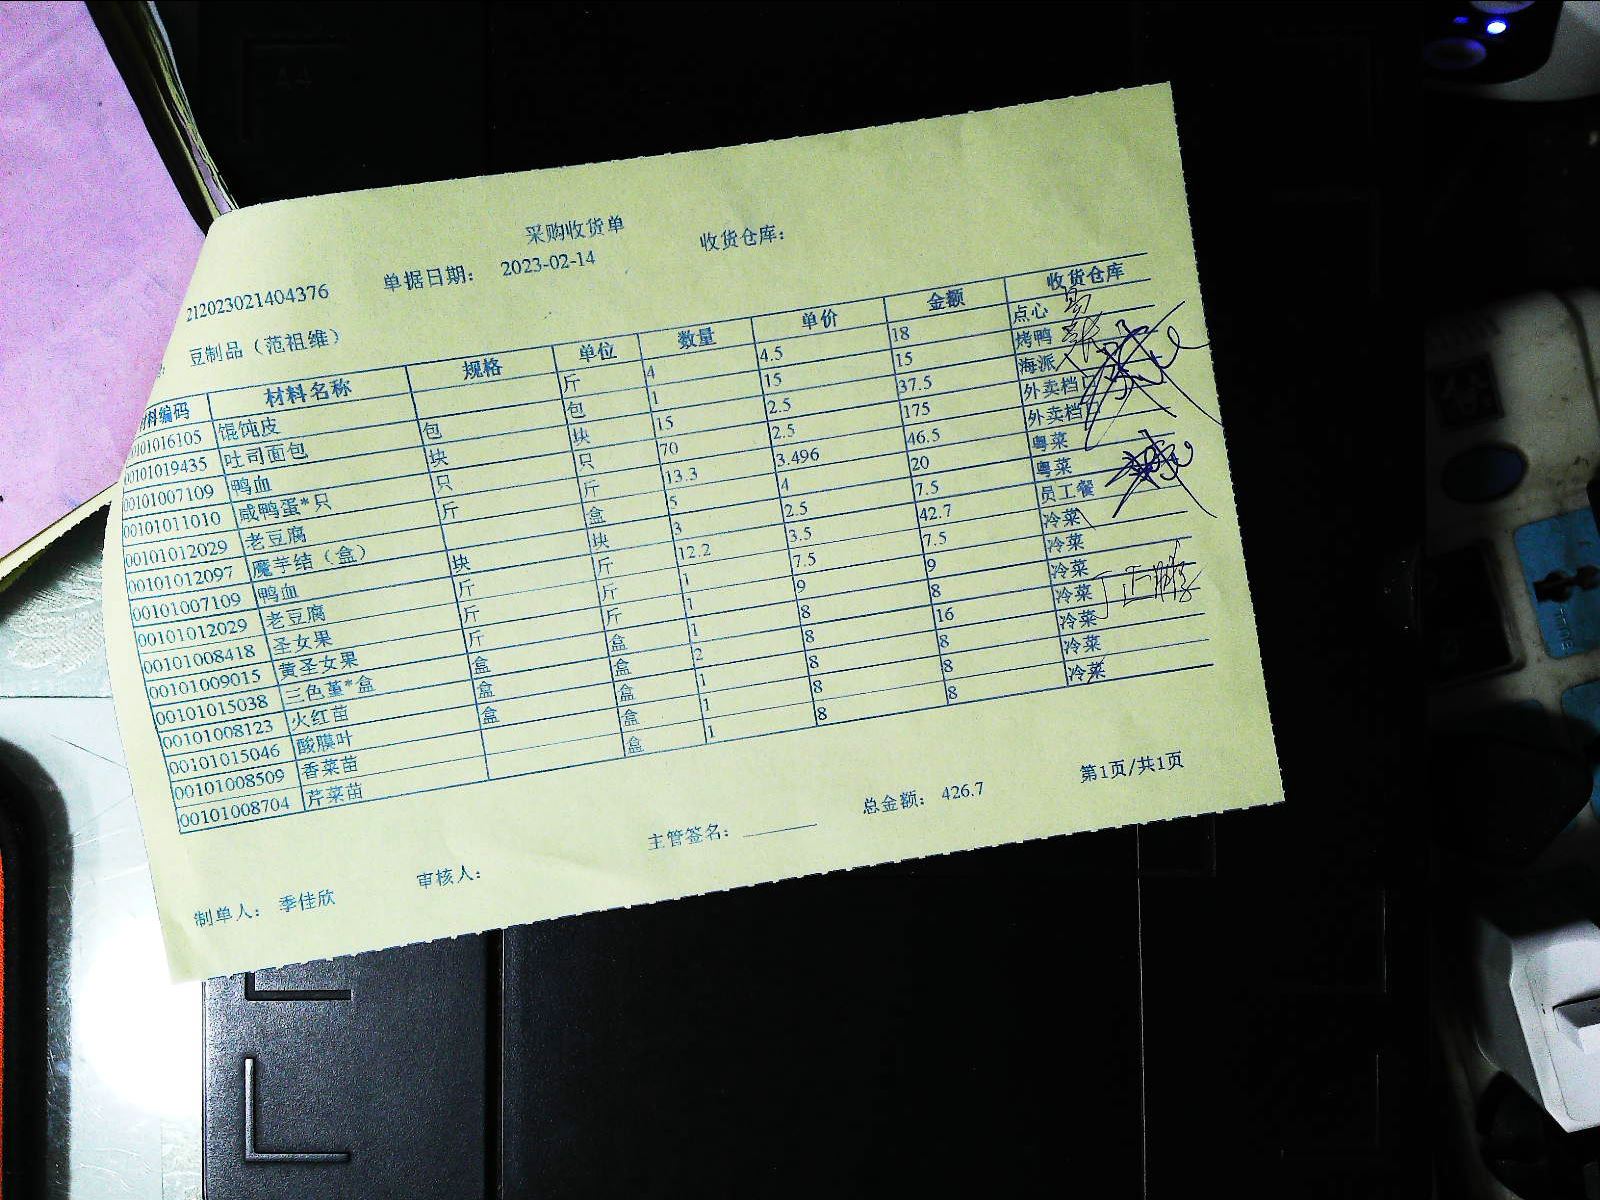 A4
采购收货单
212023021404376 单据日期： 2023-02-14 收货仓库：
豆制品（范祖维）
材料编码 材料名称 规格 单位 数量 单价 金额 收货仓库
0101016105 馄饨皮 斤 4 4.5 18 点心
0101019435 吐司面包 包 包 1 15 15 烤鸭
00101007109 鸭血 块 块 15 2.5 37.5 海派
00101011010 咸鸭蛋*只 只 只 70 2.5 175 外卖档口
00101012029 老豆腐 斤 斤 13.3 3.496 46.5 外卖档口
00101012097 魔芋结（盒） 盒 5 4 20 粤菜
00101007109 鸭血 块 块 3 2.5 7.5 粤菜
00101012029 老豆腐 斤 斤 12.2 3.5 42.7 员工餐
00101008418 圣女果 斤 斤 1 7.5 7.5 冷菜
00101009015 黄圣女果 斤 斤 1 9 9 冷菜
00101015038 三色堇*盒 盒 盒 1 8 8 冷菜
00101008123 火红苗 盒 盒 2 8 16 冷菜
00101015046 酸膜叶 盒 盒 1 8 8 冷菜
00101008509 香菜苗 盒 1 8 8 冷菜
00101008704 芹菜苗 盒 1 8 8 冷菜
制单人： 季佳欣 审核人： 主管签名： 总金额： 426.7 第1页/共1页